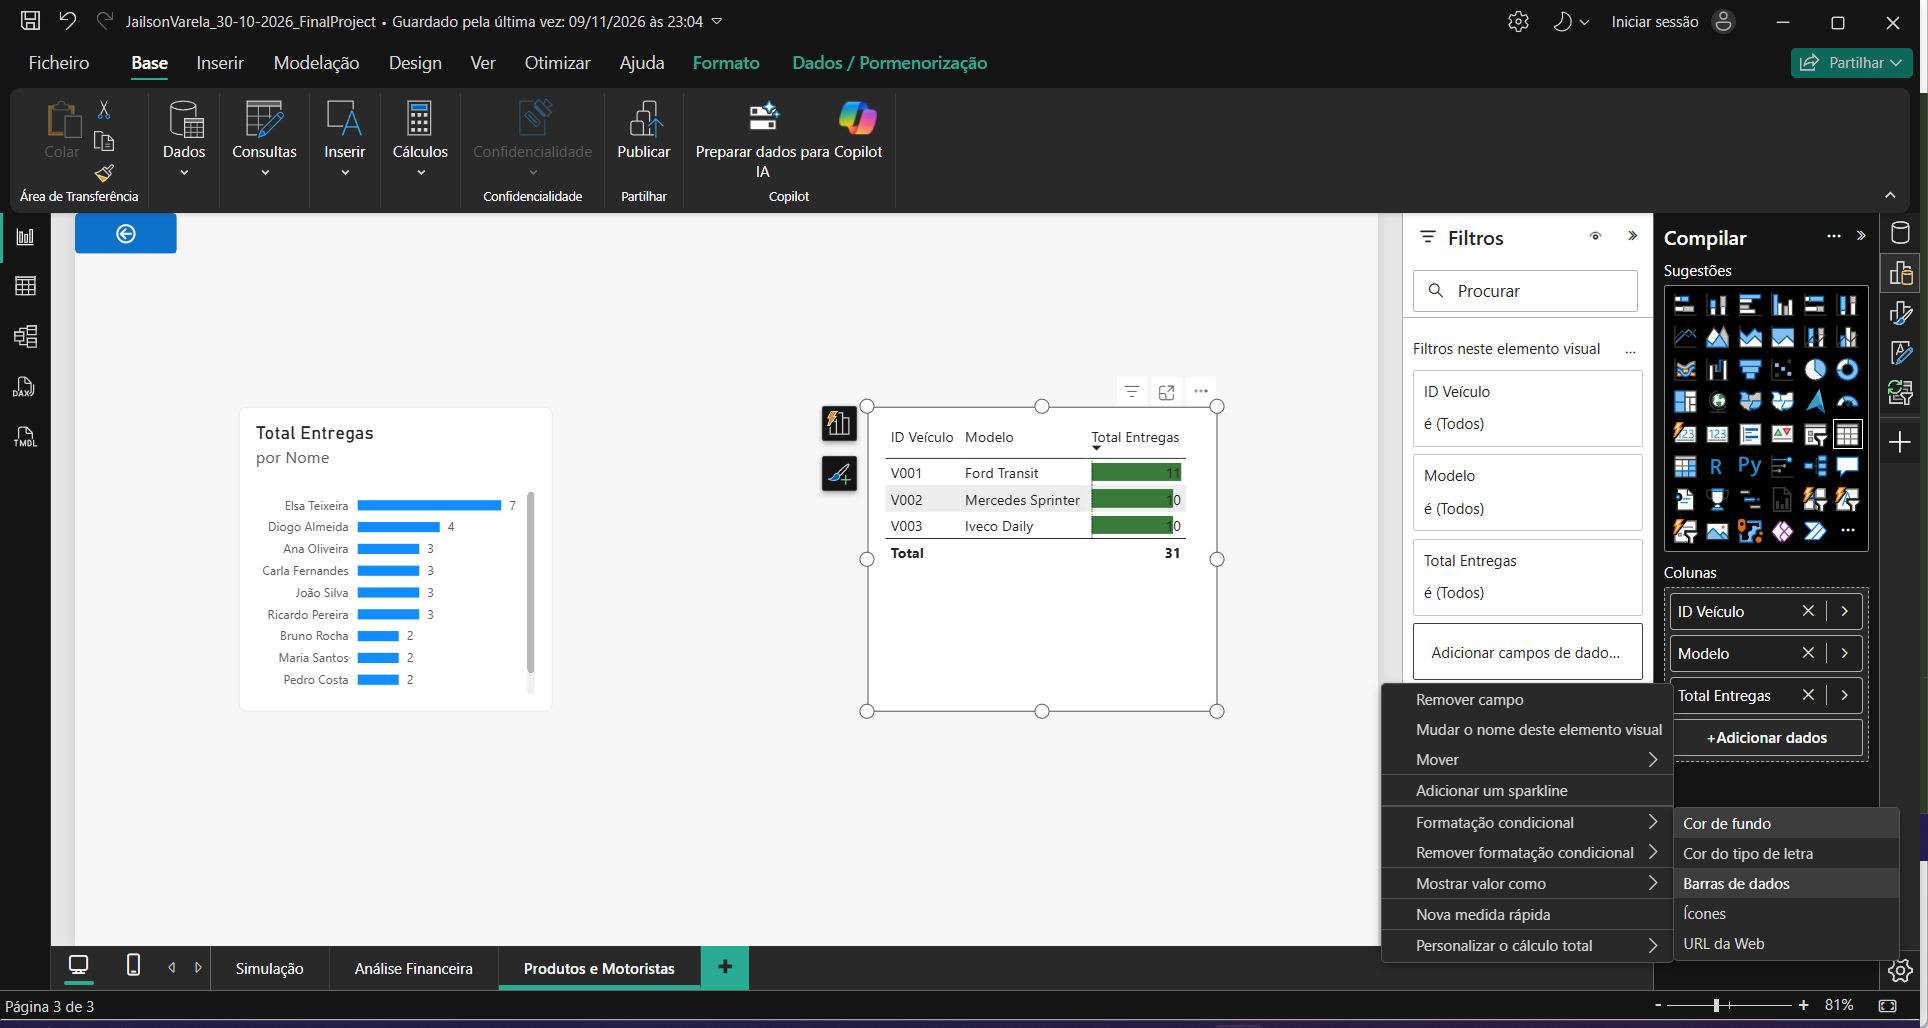 JailsonVarela_30-10-2026_FinalProject • Guardado pela última vez: 09/11/2026 às 23:04
Iniciar sessão
Ficheiro
Base
Inserir
Modelação
Design
Ver
Otimizar
Ajuda
Formato
Dados / Pormenorização
Partilhar
Colar
Área de Transferência
Dados
Consultas
Inserir
Cálculos
Confidencialidade
Confidencialidade
Publicar
Partilhar
Preparar dados para IA
Copilot
Copilot
DAX
TMDL
Total Entregas
por Nome
Elsa Teixeira 7
Diogo Almeida 4
Ana Oliveira 3
Carla Fernandes 3
João Silva 3
Ricardo Pereira 3
Bruno Rocha 2
Maria Santos 2
Pedro Costa 2
ID Veículo Modelo Total Entregas
V001 Ford Transit 11
V002 Mercedes Sprinter 10
V003 Iveco Daily 10
Total 31
Filtros
Procurar
Filtros neste elemento visual ...
ID Veículo
é (Todos)
Modelo
é (Todos)
Total Entregas
é (Todos)
Adicionar campos de dado...
Compilar
Sugestões
123
123
R
Py
Colunas
ID Veículo
Modelo
Total Entregas
+Adicionar dados
Remover campo
Mudar o nome deste elemento visual
Mover
Adicionar um sparkline
Formatação condicional
Remover formatação condicional
Mostrar valor como
Nova medida rápida
Personalizar o cálculo total
Cor de fundo
Cor do tipo de letra
Barras de dados
Ícones
URL da Web
Simulação
Análise Financeira
Produtos e Motoristas
+
Página 3 de 3
- + 81%